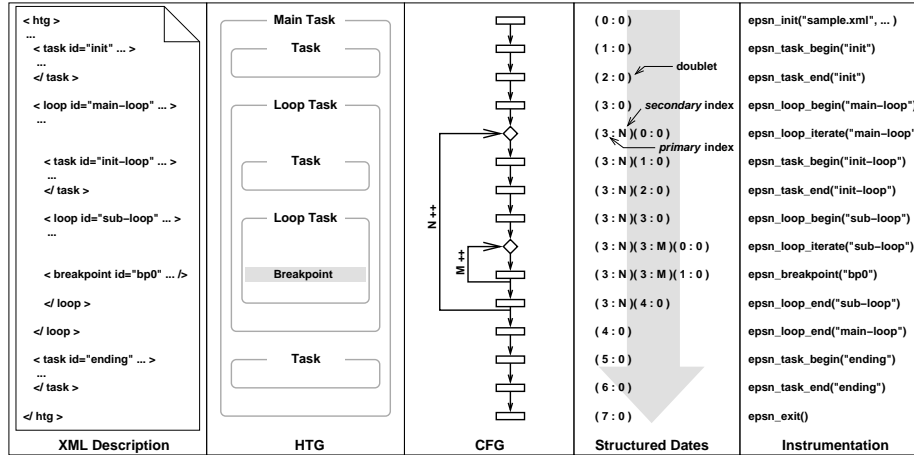 < htg >
...
< task id="init" ... >
...
</ task >
< loop id="main−loop" ... >
...
< task id="init−loop" ... >
...
</ task >
< loop id="sub−loop" ... >
...
< breakpoint id="bp0" ... />
</ loop >
</ loop >
< task id="ending" ... >
...
</ task >
</ htg >
XML Description
Main Task
Task
Loop Task
Task
Loop Task
Breakpoint
Task
HTG
N ++
M ++
CFG
( 0 : 0 )
( 1 : 0 )
( 2 : 0 )
doublet
( 3 : 0 )
secondary index
( 3 : N )( 0 : 0 )
primary index
( 3 : N )( 1 : 0 )
( 3 : N )( 2 : 0 )
( 3 : N )( 3 : 0 )
( 3 : N )( 3 : M )( 0 : 0 )
( 3 : N )( 3 : M )( 1 : 0 )
( 3 : N )( 4 : 0 )
( 4 : 0 )
( 5 : 0 )
( 6 : 0 )
( 7 : 0 )
Structured Dates
epsn_init("sample.xml", ... )
epsn_task_begin("init")
epsn_task_end("init")
epsn_loop_begin("main−loop")
epsn_loop_iterate("main−loop"
epsn_task_begin("init−loop")
epsn_task_end("init−loop")
epsn_loop_begin("sub−loop")
epsn_loop_iterate("sub−loop")
epsn_breakpoint("bp0")
epsn_loop_end("sub−loop")
epsn_loop_end("main−loop")
epsn_task_begin("ending")
epsn_task_end("ending")
epsn_exit()
Instrumentation